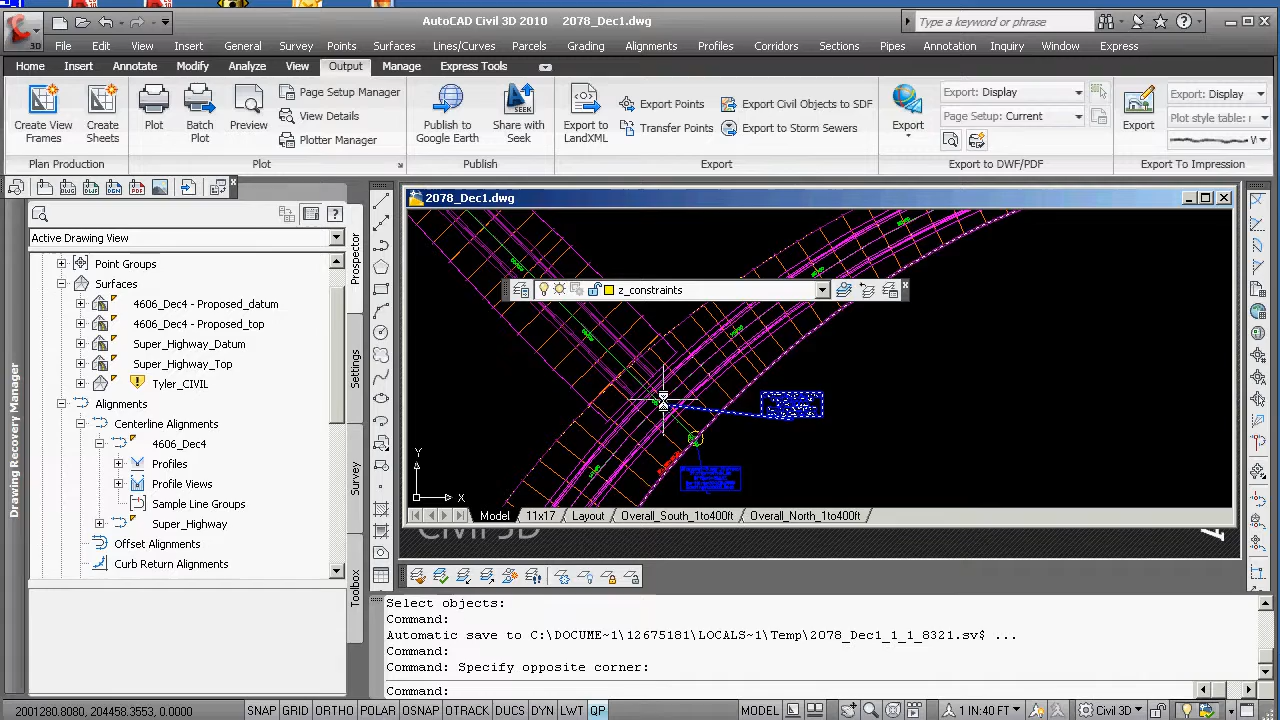 AutoCAD Civil 3D 2010 2078_Dec1.dwg
Type a keyword or phrase
3D
File Edit View Insert General Survey Points Surfaces Lines/Curves Parcels Grading Alignments Profiles Corridors Sections Pipes Annotation Inquiry Window Express
Home Insert Annotate Modify Analyze View Output Manage Express Tools
Create View Frames
Create Sheets
Plan Production
Plot
Batch Plot
Preview
Page Setup Manager
View Details
Plotter Manager
Plot
Publish to Google Earth
SEEK
Share with Seek
Publish
Export to LandXML
Export Points
Transfer Points
Export Civil Objects to SDF
Export to Storm Sewers
Export
Export
Export: Display
Page Setup: Current
Export to DWF/PDF
Export
Export: Display
Plot style table:
Export To Impression
DGN
PDF
Active Drawing View
Point Groups
Surfaces
4606_Dec4 - Proposed_datum
4606_Dec4 - Proposed_top
Super_Highway_Datum
Super_Highway_Top
Tyler_CIVIL
Alignments
Centerline Alignments
4606_Dec4
Profiles
Profile Views
Sample Line Groups
Super_Highway
Offset Alignments
Curb Return Alignments
Drawing Recovery Manager
Prospector
Settings
Survey
Toolbox
2078_Dec1.dwg
z_constraints
Y
X
Model 11x17 Layout Overall_South_1to400ft Overall_North_1to400ft
Select objects:
Command:
Automatic save to C:\DOCUME~1\12675181\LOCALS~1\Temp\2078_Dec1_1_1_8321.sv$ ...
Command:
Command: Specify opposite corner:
Command:
2001280.8080, 204458.3553, 0.0000
SNAP GRID ORTHO POLAR OSNAP OTRACK DUCS DYN LWT QP
MODEL
1 IN:40
Civil 3D